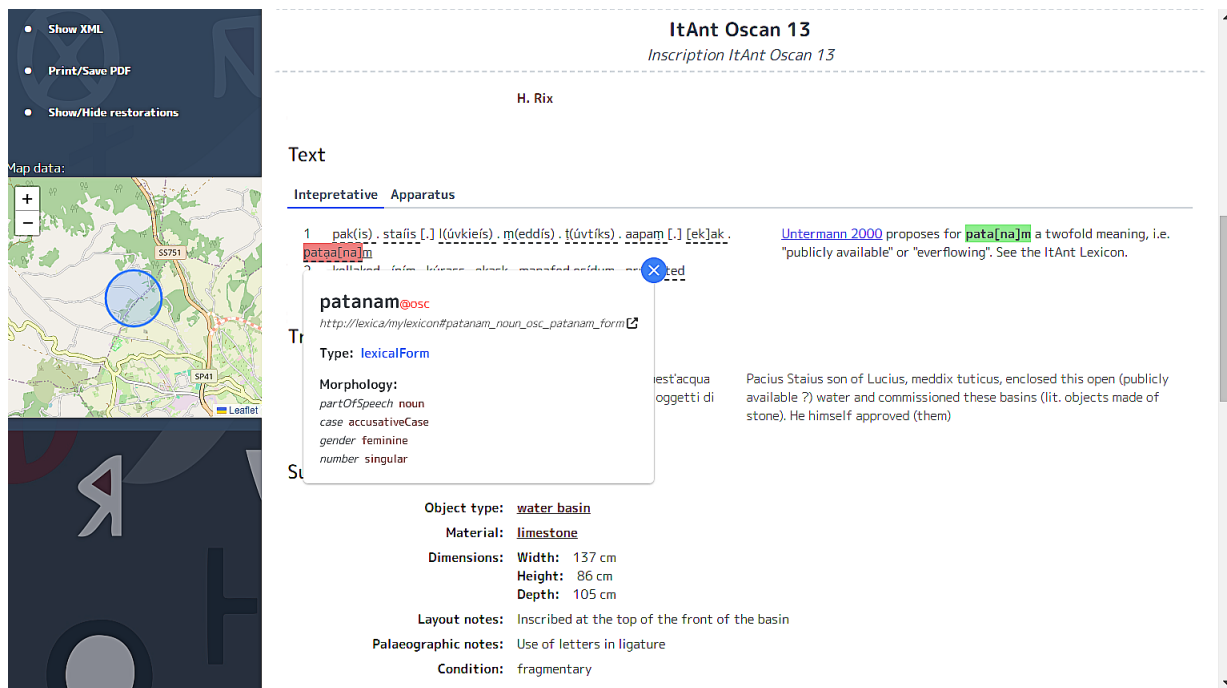 Show XML
Print/Save PDF
Show/Hide restorations
Map data:
+
−
SS751
SP41
Leaflet
ItAnt Oscan 13
Inscription ItAnt Oscan 13
H. Rix
Text
Intepretative Apparatus
1 pak(is) . staíis [.] l(úvkieís) . ṃ(eddís) . ṭ(úvtíks) . aapaṃ [.] [ek]ak .
pataa[na]m
Untermann 2000 proposes for pata[na]m a twofold meaning, i.e.
"publicly available" or "everflowing". See the ItAnt Lexicon.
patanam@osc
http://lexica/mylexicon#patanam_noun_osc_patanam_form
Type: lexicalForm
Morphology:
partOfSpeech noun
case accusativeCase
gender feminine
number singular
est'acqua
oggetti di
Pacius Staius son of Lucius, meddix tuticus, enclosed this open (publicly
available ?) water and commissioned these basins (lit. objects made of
stone). He himself approved (them)
Object type: water basin
Material: limestone
Dimensions: Width: 137 cm
Height: 86 cm
Depth: 105 cm
Layout notes: Inscribed at the top of the front of the basin
Palaeographic notes: Use of letters in ligature
Condition: fragmentary